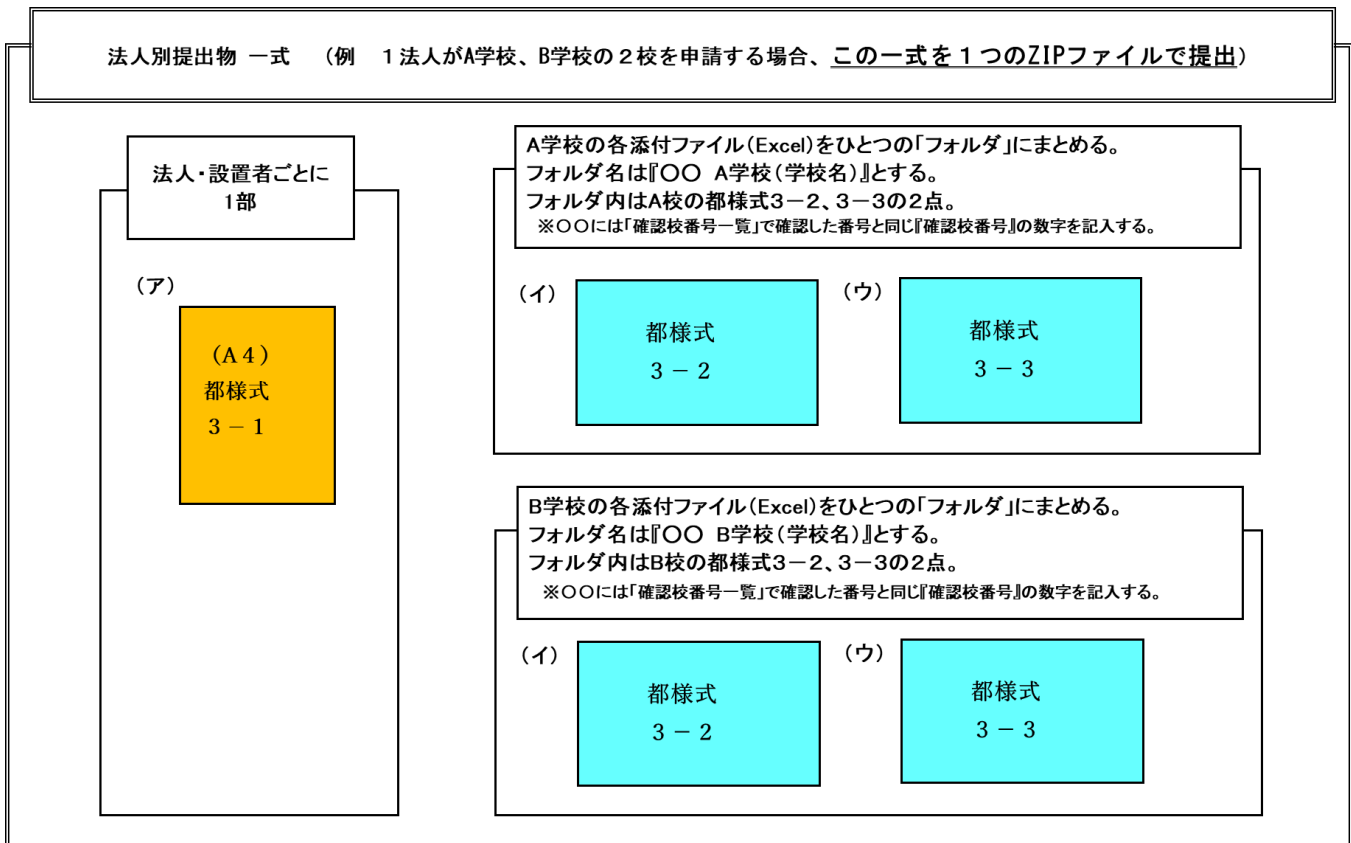 法人別提出物 一式　（例　１法人がA学校、B学校の２校を申請する場合、この一式を１つのZIPファイルで提出）
法人・設置者ごとに
1部
（ア）
（A４）
都様式
３－１
A学校の各添付ファイル（Excel）をひとつの「フォルダ」にまとめる。
フォルダ名は『〇〇　A学校（学校名）』とする。
フォルダ内はA校の都様式３－２、３－３の２点。
※〇〇には「確認校番号一覧」で確認した番号と同じ『確認校番号』の数字を記入する。
（イ）
都様式
３－２
（ウ）
都様式
３－３
B学校の各添付ファイル（Excel）をひとつの「フォルダ」にまとめる。
フォルダ名は『〇〇　B学校（学校名）』とする。
フォルダ内はB校の都様式３－２、３－３の２点。
※〇〇には「確認校番号一覧」で確認した番号と同じ『確認校番号』の数字を記入する。
（イ）
都様式
３－２
（ウ）
都様式
３－３